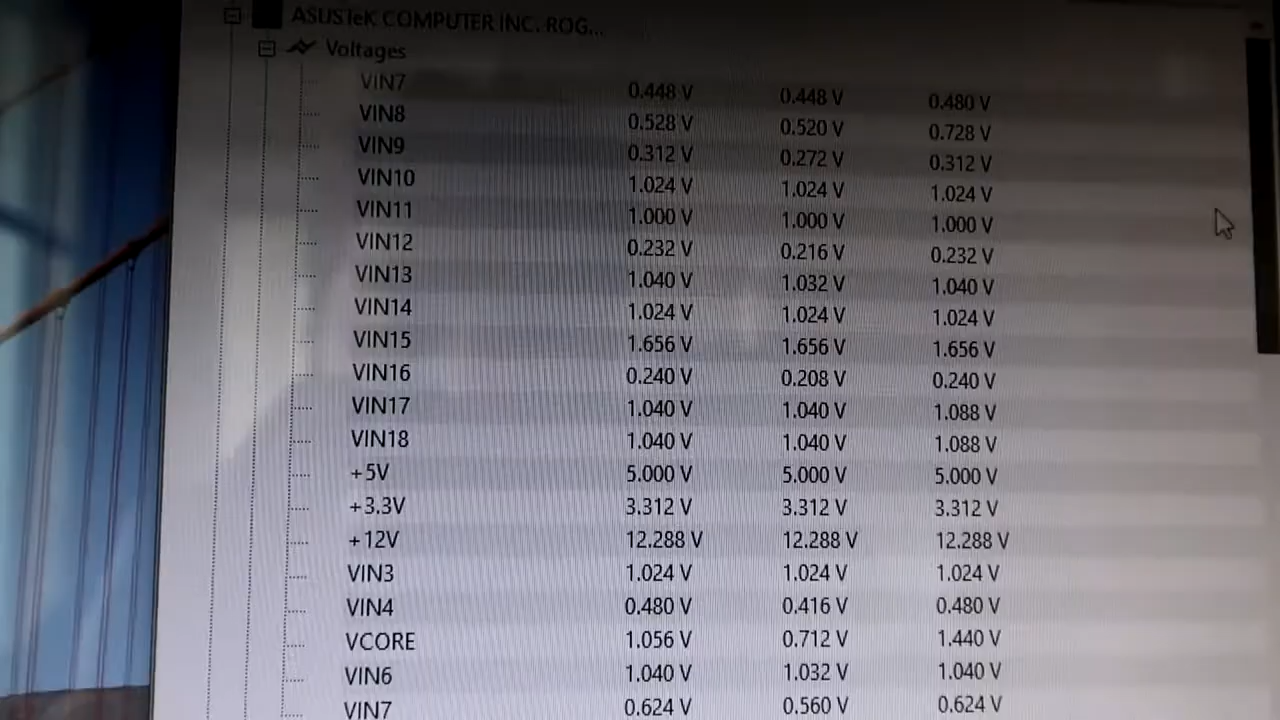 ASUSTeK COMPUTER INC. ROG...
Voltages
VIN7 0.448 V 0.448 V 0.480 V
VIN8 0.528 V 0.520 V 0.728 V
VIN9 0.312 V 0.272 V 0.312 V
VIN10 1.024 V 1.024 V 1.024 V
VIN11 1.000 V 1.000 V 1.000 V
VIN12 0.232 V 0.216 V 0.232 V
VIN13 1.040 V 1.032 V 1.040 V
VIN14 1.024 V 1.024 V 1.024 V
VIN15 1.656 V 1.656 V 1.656 V
VIN16 0.240 V 0.208 V 0.240 V
VIN17 1.040 V 1.040 V 1.088 V
VIN18 1.040 V 1.040 V 1.088 V
+5V 5.000 V 5.000 V 5.000 V
+3.3V 3.312 V 3.312 V 3.312 V
+12V 12.288 V 12.288 V 12.288 V
VIN3 1.024 V 1.024 V 1.024 V
VIN4 0.480 V 0.416 V 0.480 V
VCORE 1.056 V 0.712 V 1.440 V
VIN6 1.040 V 1.032 V 1.040 V
VIN7 0.624 V 0.560 V 0.624 V